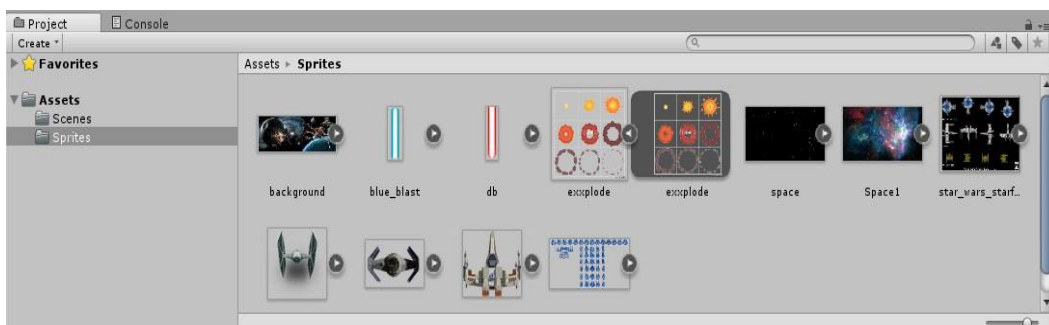 Project Console
Create
Favorites
Assets ▸ Sprites
Assets
Scenes
Sprites
background blue_blast db exxplode exxplode space Space1 star_wars_starf...